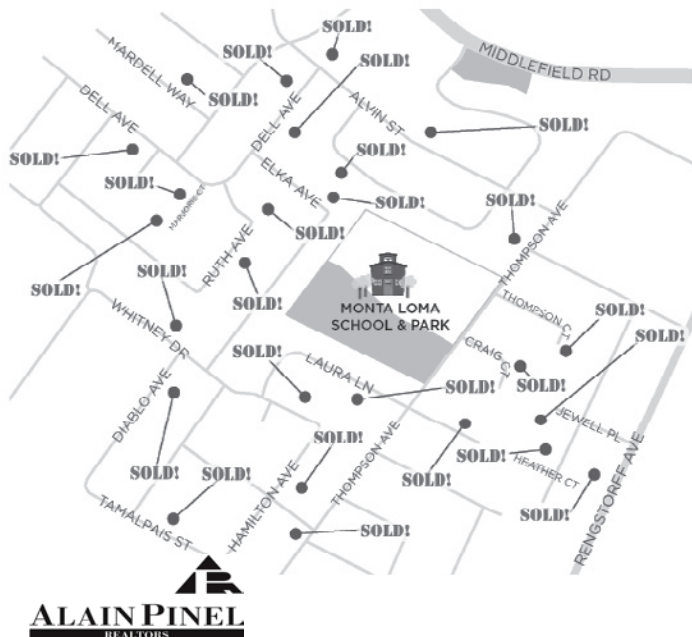 SOLD!
MIDDLEFIELD RD
MARDELL WAY
SOLD!
SOLD!
SOLD!
DELL AVE
ALVIN ST
SOLD!
DELL AVE
SOLD!
SOLD!
SOLD!
ELKA AVE
SOLD!
MARJORIE CT
SOLD!
SOLD!
THOMPSON AVE
RUTH AVE
SOLD!
SOLD!
SOLD!
MONTA LOMA
SCHOOL & PARK
THOMPSON CT
WHITNEY DR
SOLD!
SOLD!
CRAIG CT
LAURA LN
SOLD!
SOLD!
SOLD!
DIABLO AVE
JEWELL PL
SOLD!
THOMPSON AVE
SOLD!
HEATHER CT
RENGSTORFF AVE
SOLD!
SOLD!
SOLD!
HAMILTON AVE
SOLD!
TAMALPAIS ST
SOLD!
ALAIN PINEL
REALTORS